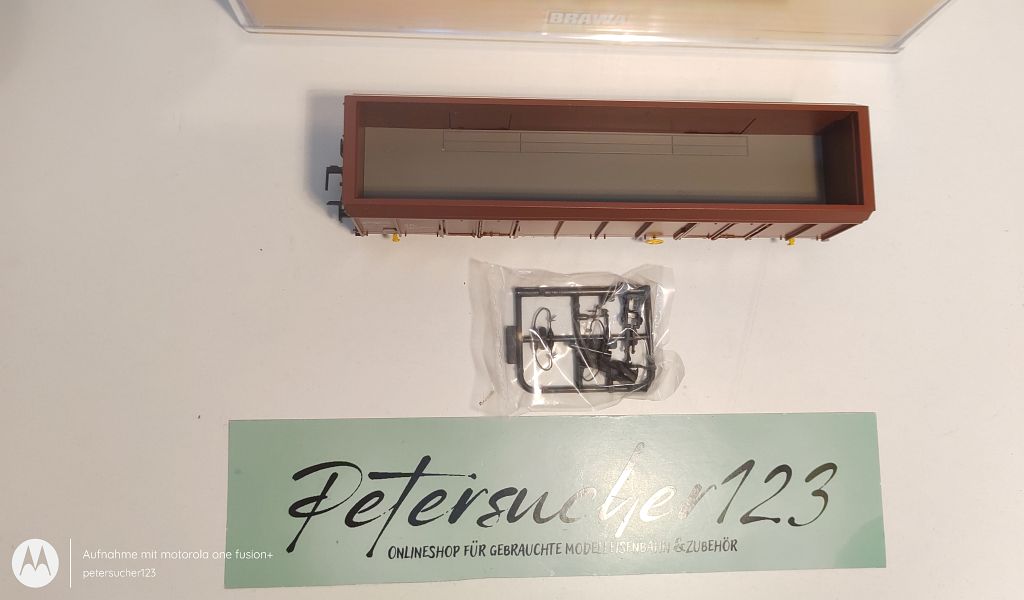 BRAWA
Petersucher123
ONLINESHOP FÜR GEBRAUCHTE MODELLEISENBAHN & ZUBEHÖR
Aufnahme mit motorola one fusion+
petersucher123